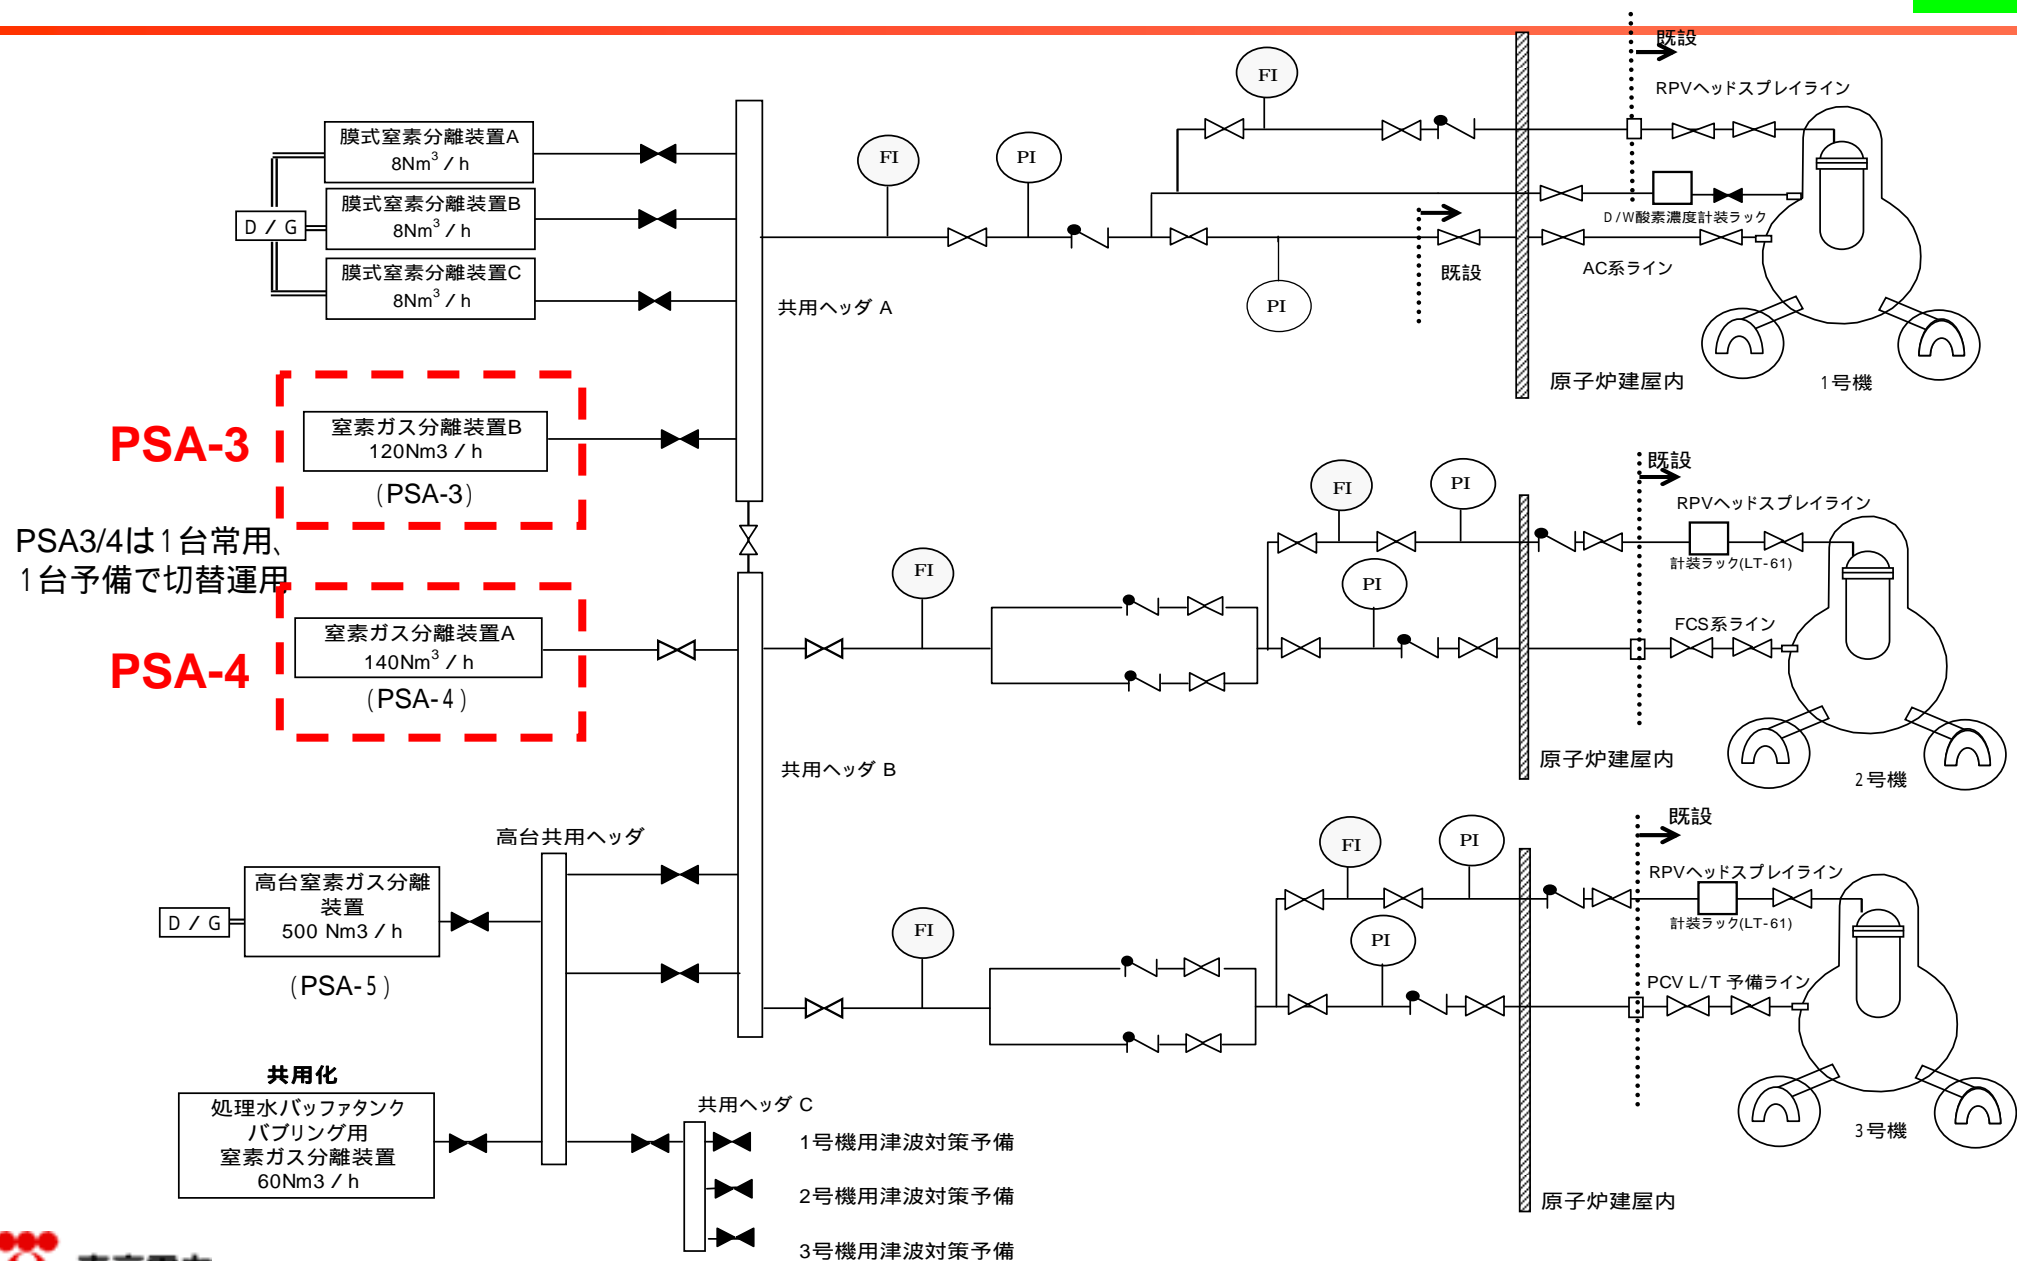 既設
FI
RPVヘッドスプレイライン
膜式窒素分離装置A
8Nm³／h
FI
PI
膜式窒素分離装置B
8Nm³／h
D／G
D/W酸素濃度計装ラック
膜式窒素分離装置C
8Nm³／h
既設
AC系ライン
共用ヘッダ A
PI
原子炉建屋内
1号機
PSA-3
窒素ガス分離装置B
120Nm3／h
(PSA-3)
PSA3/4は1台常用、
1台予備で切替運用
既設
FI
PI
RPVヘッドスプレイライン
計装ラック(LT-61)
FI
PI
PSA-4
窒素ガス分離装置A
140Nm³／h
(PSA-4)
FCS系ライン
共用ヘッダ B
原子炉建屋内
2号機
高台共用ヘッダ
既設
FI
PI
RPVヘッドスプレイライン
計装ラック(LT-61)
高台窒素ガス分離
装置
500 Nm3／h
D／G
(PSA-5)
FI
PI
PCV L/T 予備ライン
共用化
処理水バッファタンク
バブリング用
窒素ガス分離装置
60Nm3／h
共用ヘッダ C
1号機用津波対策予備
2号機用津波対策予備
3号機用津波対策予備
3号機
原子炉建屋内